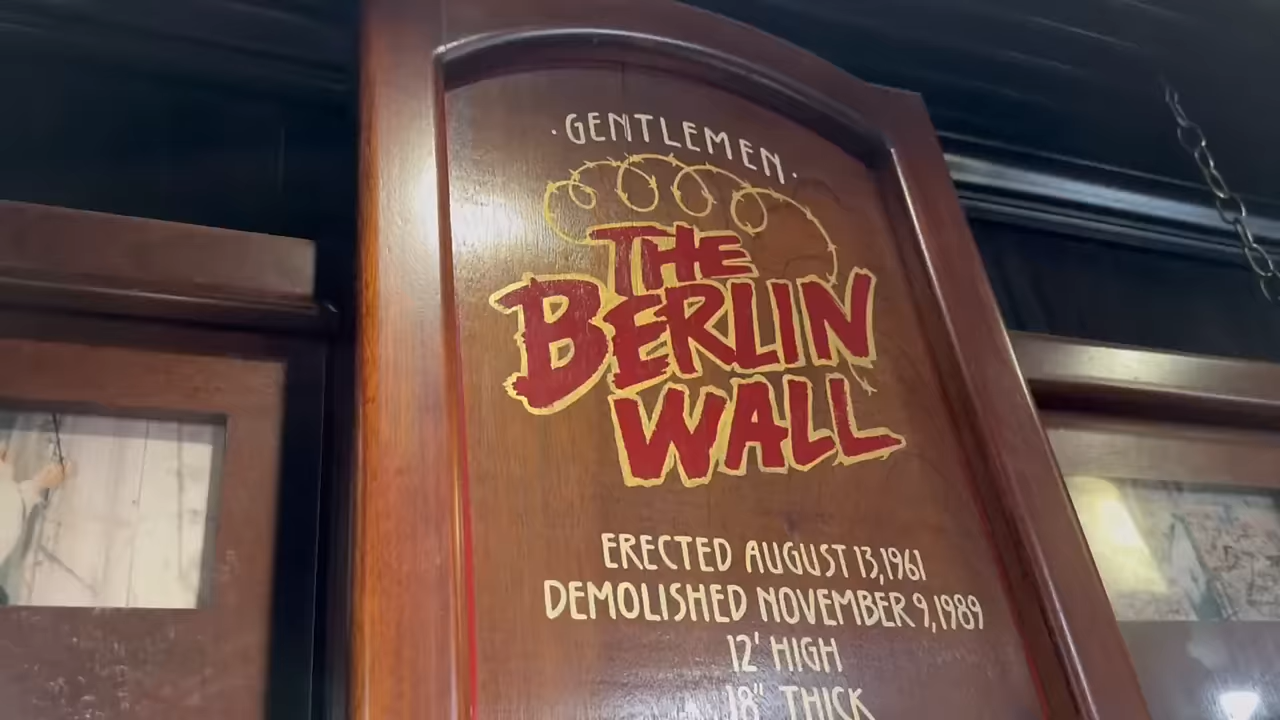 · GENTLEMEN ·
THE
BERLIN
WALL
ERECTED AUGUST 13, 1961
DEMOLISHED NOVEMBER 9, 1989
12' HIGH
18" THICK